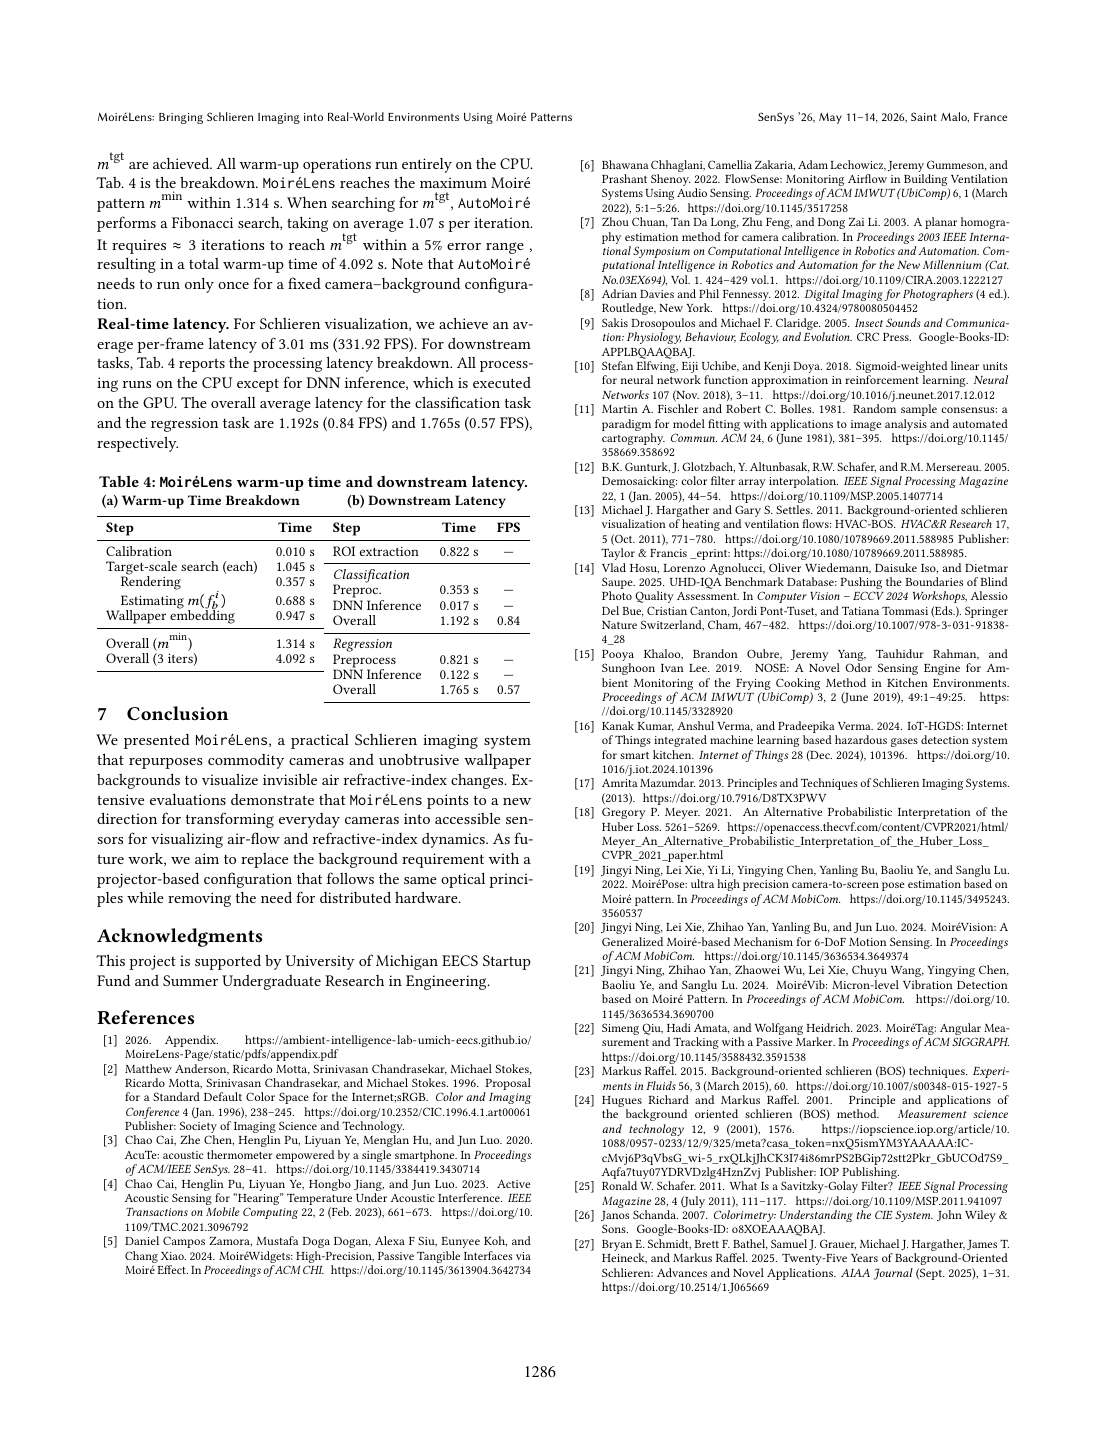 MoiréLens: Bringing Schlieren Imaging into Real-World Environments Using Moiré Patterns
SenSys '26, May 11–14, 2026, Saint Malo, France
m^tgt are achieved. All warm-up operations run entirely on the CPU.
Tab. 4 is the breakdown. MoiréLens reaches the maximum Moiré
pattern m^min within 1.314 s. When searching for m^tgt, AutoMoiré
performs a Fibonacci search, taking on average 1.07 s per iteration.
It requires ≈ 3 iterations to reach m^tgt within a 5% error range ,
resulting in a total warm-up time of 4.092 s. Note that AutoMoiré
needs to run only once for a fixed camera–background configura-
tion.
Real-time latency. For Schlieren visualization, we achieve an av-
erage per-frame latency of 3.01 ms (331.92 FPS). For downstream
tasks, Tab. 4 reports the processing latency breakdown. All process-
ing runs on the CPU except for DNN inference, which is executed
on the GPU. The overall average latency for the classification task
and the regression task are 1.192s (0.84 FPS) and 1.765s (0.57 FPS),
respectively.
Table 4: MoiréLens warm-up time and downstream latency.
(a) Warm-up Time Breakdown
Step Time
Calibration 0.010 s
Target-scale search (each) 1.045 s
Rendering 0.357 s
Estimating m(f_b^i) 0.688 s
Wallpaper embedding 0.947 s
Overall (m^min) 1.314 s
Overall (3 iters) 4.092 s
(b) Downstream Latency
Step Time FPS
ROI extraction 0.822 s –
Classification
Preproc. 0.353 s –
DNN Inference 0.017 s –
Overall 1.192 s 0.84
Regression
Preprocess 0.821 s –
DNN Inference 0.122 s –
Overall 1.765 s 0.57
7 Conclusion
We presented MoiréLens, a practical Schlieren imaging system
that repurposes commodity cameras and unobtrusive wallpaper
backgrounds to visualize invisible air refractive-index changes. Ex-
tensive evaluations demonstrate that MoiréLens points to a new
direction for transforming everyday cameras into accessible sen-
sors for visualizing air-flow and refractive-index dynamics. As fu-
ture work, we aim to replace the background requirement with a
projector-based configuration that follows the same optical princi-
ples while removing the need for distributed hardware.
Acknowledgments
This project is supported by University of Michigan EECS Startup
Fund and Summer Undergraduate Research in Engineering.
References
[1] 2026. Appendix. https://ambient-intelligence-lab-umich-eecs.github.io/
MoireLens-Page/static/pdfs/appendix.pdf
[2] Matthew Anderson, Ricardo Motta, Srinivasan Chandrasekar, Michael Stokes,
Ricardo Motta, Srinivasan Chandrasekar, and Michael Stokes. 1996. Proposal
for a Standard Default Color Space for the Internet;sRGB. Color and Imaging
Conference 4 (Jan. 1996), 238–245. https://doi.org/10.2352/CIC.1996.4.1.art00061
Publisher: Society of Imaging Science and Technology.
[3] Chao Cai, Zhe Chen, Henglin Pu, Liyuan Ye, Menglan Hu, and Jun Luo. 2020.
AcuTe: acoustic thermometer empowered by a single smartphone. In Proceedings
of ACM/IEEE SenSys. 28–41. https://doi.org/10.1145/3384419.3430714
[4] Chao Cai, Henglin Pu, Liyuan Ye, Hongbo Jiang, and Jun Luo. 2023. Active
Acoustic Sensing for "Hearing" Temperature Under Acoustic Interference. IEEE
Transactions on Mobile Computing 22, 2 (Feb. 2023), 661–673. https://doi.org/10.
1109/TMC.2021.3096792
[5] Daniel Campos Zamora, Mustafa Doga Dogan, Alexa F Siu, Eunyee Koh, and
Chang Xiao. 2024. MoiréWidgets: High-Precision, Passive Tangible Interfaces via
Moiré Effect. In Proceedings of ACM CHI. https://doi.org/10.1145/3613904.3642734
[6] Bhawana Chhaglani, Camellia Zakaria, Adam Lechowicz, Jeremy Gummeson, and
Prashant Shenoy. 2022. FlowSense: Monitoring Airflow in Building Ventilation
Systems Using Audio Sensing. Proceedings of ACM IMWUT (UbiComp) 6, 1 (March
2022), 5:1–5:26. https://doi.org/10.1145/3517258
[7] Zhou Chuan, Tan Da Long, Zhu Feng, and Dong Zai Li. 2003. A planar homogra-
phy estimation method for camera calibration. In Proceedings 2003 IEEE Interna-
tional Symposium on Computational Intelligence in Robotics and Automation. Com-
putational Intelligence in Robotics and Automation for the New Millennium (Cat.
No.03EX694), Vol. 1. 424–429 vol.1. https://doi.org/10.1109/CIRA.2003.1222127
[8] Adrian Davies and Phil Fennessy. 2012. Digital Imaging for Photographers (4 ed.).
Routledge, New York. https://doi.org/10.4324/9780080504452
[9] Sakis Drosopoulos and Michael F. Claridge. 2005. Insect Sounds and Communica-
tion: Physiology, Behaviour, Ecology, and Evolution. CRC Press. Google-Books-ID:
APPLBQAAQBAJ.
[10] Stefan Elfwing, Eiji Uchibe, and Kenji Doya. 2018. Sigmoid-weighted linear units
for neural network function approximation in reinforcement learning. Neural
Networks 107 (Nov. 2018), 3–11. https://doi.org/10.1016/j.neunet.2017.12.012
[11] Martin A. Fischler and Robert C. Bolles. 1981. Random sample consensus: a
paradigm for model fitting with applications to image analysis and automated
cartography. Commun. ACM 24, 6 (June 1981), 381–395. https://doi.org/10.1145/
358669.358692
[12] B.K. Gunturk, J. Glotzbach, Y. Altunbasak, R.W. Schafer, and R.M. Mersereau. 2005.
Demosaicking: color filter array interpolation. IEEE Signal Processing Magazine
22, 1 (Jan. 2005), 44–54. https://doi.org/10.1109/MSP.2005.1407714
[13] Michael J. Hargather and Gary S. Settles. 2011. Background-oriented schlieren
visualization of heating and ventilation flows: HVAC-BOS. HVAC&R Research 17,
5 (Oct. 2011), 771–780. https://doi.org/10.1080/10789669.2011.588985 Publisher:
Taylor & Francis _eprint: https://doi.org/10.1080/10789669.2011.588985.
[14] Vlad Hosu, Lorenzo Agnolucci, Oliver Wiedemann, Daisuke Iso, and Dietmar
Saupe. 2025. UHD-IQA Benchmark Database: Pushing the Boundaries of Blind
Photo Quality Assessment. In Computer Vision – ECCV 2024 Workshops, Alessio
Del Bue, Cristian Canton, Jordi Pont-Tuset, and Tatiana Tommasi (Eds.). Springer
Nature Switzerland, Cham, 467–482. https://doi.org/10.1007/978-3-031-91838-
4_28
[15] Pooya Khaloo, Brandon Oubre, Jeremy Yang, Tauhidur Rahman, and
Sunghoon Ivan Lee. 2019. NOSE: A Novel Odor Sensing Engine for Am-
bient Monitoring of the Frying Cooking Method in Kitchen Environments.
Proceedings of ACM IMWUT (UbiComp) 3, 2 (June 2019), 49:1–49:25. https:
//doi.org/10.1145/3328920
[16] Kanak Kumar, Anshul Verma, and Pradeepika Verma. 2024. IoT-HGDS: Internet
of Things integrated machine learning based hazardous gases detection system
for smart kitchen. Internet of Things 28 (Dec. 2024), 101396. https://doi.org/10.
1016/j.iot.2024.101396
[17] Amrita Mazumdar. 2013. Principles and Techniques of Schlieren Imaging Systems.
(2013). https://doi.org/10.7916/D8TX3PWV
[18] Gregory P. Meyer. 2021. An Alternative Probabilistic Interpretation of the
Huber Loss. 5261–5269. https://openaccess.thecvf.com/content/CVPR2021/html/
Meyer_An_Alternative_Probabilistic_Interpretation_of_the_Huber_Loss_
CVPR_2021_paper.html
[19] Jingyi Ning, Lei Xie, Yi Li, Yingying Chen, Yanling Bu, Baoliu Ye, and Sanglu Lu.
2022. MoiréPose: ultra high precision camera-to-screen pose estimation based on
Moiré pattern. In Proceedings of ACM MobiCom. https://doi.org/10.1145/3495243.
3560537
[20] Jingyi Ning, Lei Xie, Zhihao Yan, Yanling Bu, and Jun Luo. 2024. MoiréVision: A
Generalized Moiré-based Mechanism for 6-DoF Motion Sensing. In Proceedings
of ACM MobiCom. https://doi.org/10.1145/3636534.3649374
[21] Jingyi Ning, Zhihao Yan, Zhaowei Wu, Lei Xie, Chuyu Wang, Yingying Chen,
Baoliu Ye, and Sanglu Lu. 2024. MoiréVib: Micron-level Vibration Detection
based on Moiré Pattern. In Proceedings of ACM MobiCom. https://doi.org/10.
1145/3636534.3690700
[22] Simeng Qiu, Hadi Amata, and Wolfgang Heidrich. 2023. MoiréTag: Angular Mea-
surement and Tracking with a Passive Marker. In Proceedings of ACM SIGGRAPH.
https://doi.org/10.1145/3588432.3591538
[23] Markus Raffel. 2015. Background-oriented schlieren (BOS) techniques. Experi-
ments in Fluids 56, 3 (March 2015), 60. https://doi.org/10.1007/s00348-015-1927-5
[24] Hugues Richard and Markus Raffel. 2001. Principle and applications of
the background oriented schlieren (BOS) method. Measurement science
and technology 12, 9 (2001), 1576. https://iopscience.iop.org/article/10.
1088/0957-0233/12/9/325/meta?casa_token=nxQ5ismYM3YAAAAA:IC-
cMvj6P3qVbsG_wi-5_rxQLkjJhCK3I74i86mrPS2BGip72stt2Pkr_GbUCOd7S9_
Aqfa7tuy07YDRVDzlg4HznZvj Publisher: IOP Publishing.
[25] Ronald W. Schafer. 2011. What Is a Savitzky-Golay Filter? IEEE Signal Processing
Magazine 28, 4 (July 2011), 111–117. https://doi.org/10.1109/MSP.2011.941097
[26] Janos Schanda. 2007. Colorimetry: Understanding the CIE System. John Wiley &
Sons. Google-Books-ID: o8XOEAAAQBAJ.
[27] Bryan E. Schmidt, Brett F. Bathel, Samuel J. Grauer, Michael J. Hargather, James T.
Heineck, and Markus Raffel. 2025. Twenty-Five Years of Background-Oriented
Schlieren: Advances and Novel Applications. AIAA Journal (Sept. 2025), 1–31.
https://doi.org/10.2514/1.J065669
1286